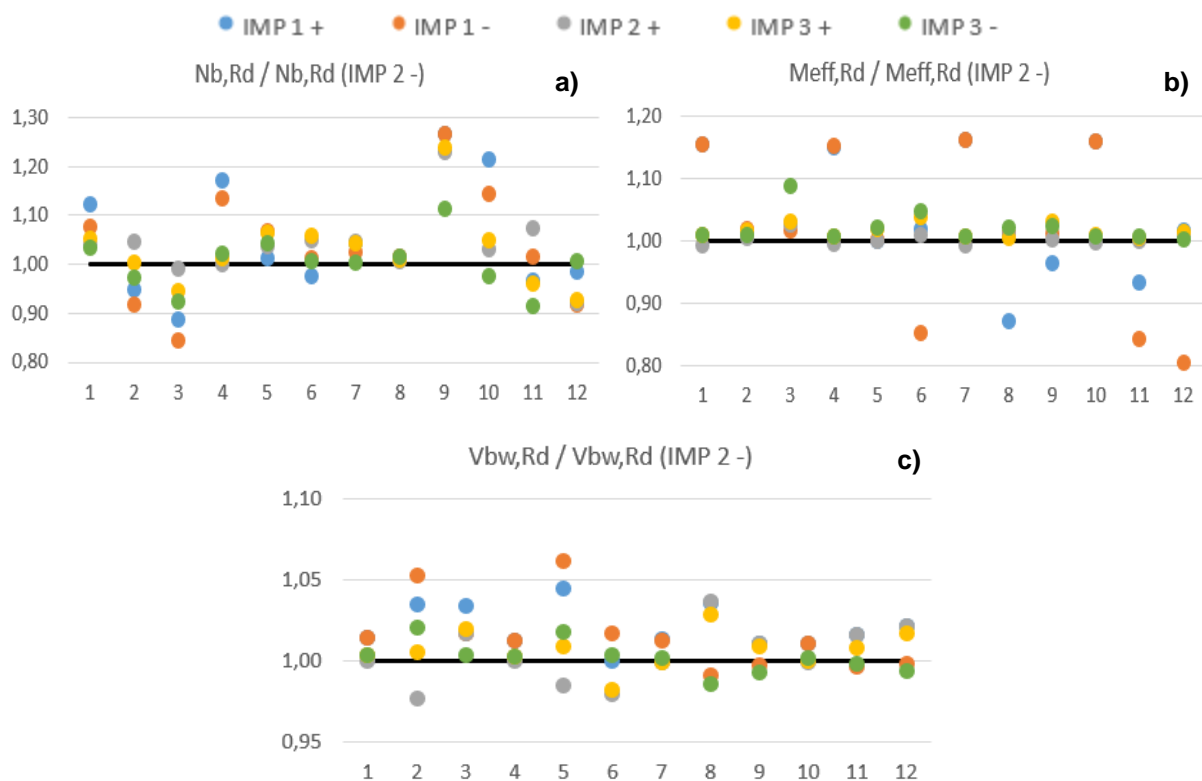 IMP 1 + IMP 1 - IMP 2 + IMP 3 + IMP 3 -
Nb,Rd / Nb,Rd (IMP 2 -) a)
1,30
1,20
1,10
1,00
0,90
0,80
1 2 3 4 5 6 7 8 9 10 11 12
Meff,Rd / Meff,Rd (IMP 2 -) b)
1,20
1,10
1,00
0,90
0,80
1 2 3 4 5 6 7 8 9 10 11 12
Vbw,Rd / Vbw,Rd (IMP 2 -) c)
1,10
1,05
1,00
0,95
1 2 3 4 5 6 7 8 9 10 11 12